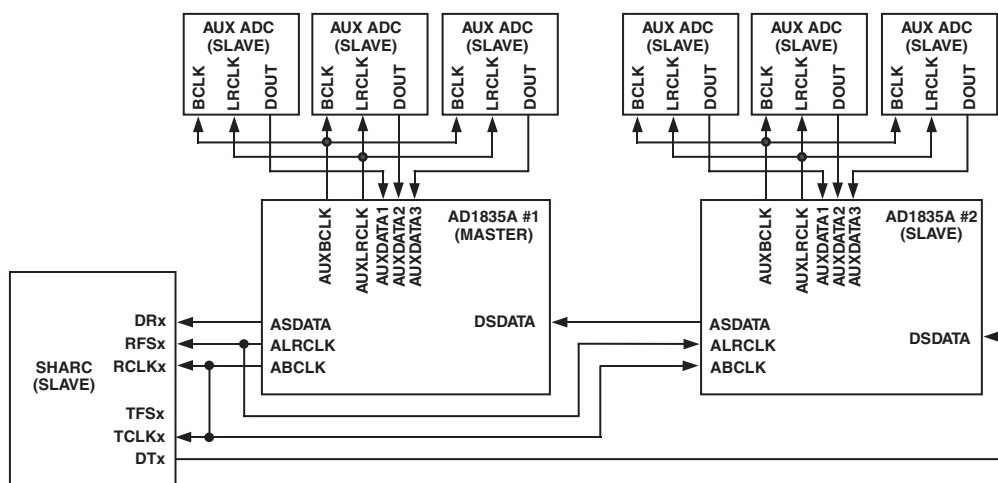 AUX ADC
(SLAVE)
BCLK
LRCLK
DOUT
AUX ADC
(SLAVE)
BCLK
LRCLK
DOUT
AUX ADC
(SLAVE)
BCLK
LRCLK
DOUT
AUX ADC
(SLAVE)
BCLK
LRCLK
DOUT
AUX ADC
(SLAVE)
BCLK
LRCLK
DOUT
AUX ADC
(SLAVE)
BCLK
LRCLK
DOUT
AUXBCLK
AUXLRCLK
AUXDATA1
AUXDATA2
AUXDATA3
AD1835A #1
(MASTER)
ASDATA
ALRCLK
ABCLK
DSDATA
AUXBCLK
AUXLRCLK
AUXDATA1
AUXDATA2
AUXDATA3
AD1835A #2
(SLAVE)
ASDATA
ALRCLK
ABCLK
DSDATA
SHARC
(SLAVE)
DRx
RFSx
RCLKx
TFSx
TCLKx
DTx